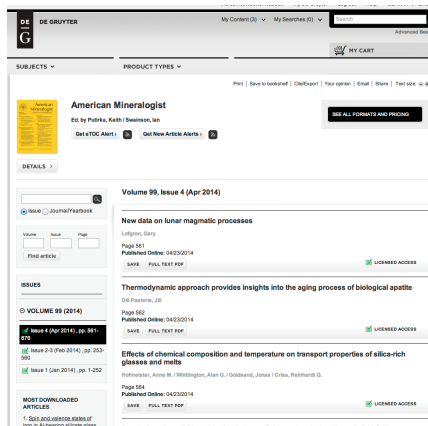 DE GRUYTER
My Content (3) My Searches (0)
Search
Advanced Sea
MY CART
SUBJECTS PRODUCT TYPES
Print | Save to bookshelf | Cite/Export | Your opinion | Email | Share | Text size:
American Mineralogist
Ed. by Putirka, Keith / Swainson, Ian
Get eTOC Alert › Get New Article Alerts ›
SEE ALL FORMATS AND PRICING
DETAILS >
Issue Journal/Yearbook
Volume Issue Page
Find article
ISSUES
VOLUME 99 (2014)
Issue 4 (Apr 2014) , pp. 561-
876
Issue 2-3 (Feb 2014) , pp. 253-
560
Issue 1 (Jan 2014) , pp. 1-252
MOST DOWNLOADED
ARTICLES
1. Spin and valence states of
iron in Al-bearing silicate glass
Volume 99, Issue 4 (Apr 2014)
New data on lunar magmatic processes
Lofgren, Gary
Page 561
Published Online: 04/23/2014
SAVE FULL TEXT PDF
LICENSED ACCESS
Thermodynamic approach provides insights into the aging process of biological apatite
Dill Pasteris, Jill
Page 562
Published Online: 04/23/2014
SAVE FULL TEXT PDF
LICENSED ACCESS
Effects of chemical composition and temperature on transport properties of silica-rich
glasses and melts
Hofmeister, Anne M. / Whittington, Alan G. / Goldsand, Jonas / Criss, Reinhardt G.
Page 564
Published Online: 04/23/2014
SAVE FULL TEXT PDF
LICENSED ACCESS